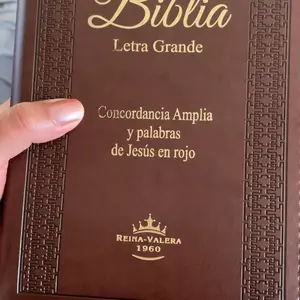 Biblia
Letra Grande
Concordancia Amplia
y palabras
de Jesús en rojo
REINA-VALERA
1960